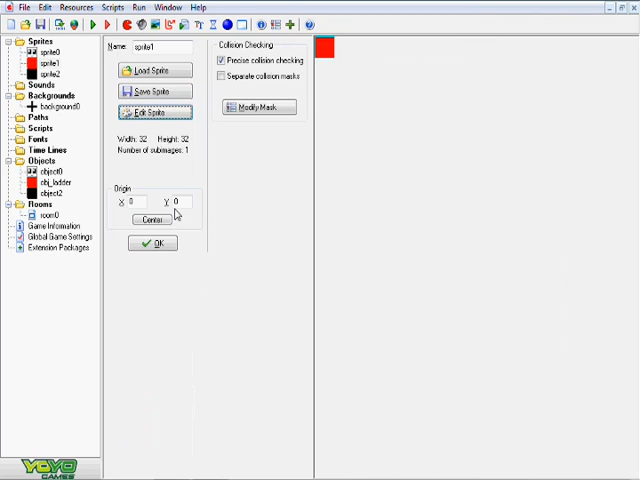 File Edit Resources Scripts Run Window Help
Sprites
sprite0
sprite1
sprite2
Sounds
Backgrounds
background0
Paths
Scripts
Fonts
Time Lines
Objects
object0
obj_ladder
object2
Rooms
room0
Game Information
Global Game Settings
Extension Packages
YOYO
GAMES
Name: sprite1
Load Sprite
Save Sprite
Edit Sprite
Width: 32 Height: 32
Number of subimages: 1
Origin
X 0 Y 0
Center
OK
Collision Checking
Precise collision checking
Separate collision masks
Modify Mask